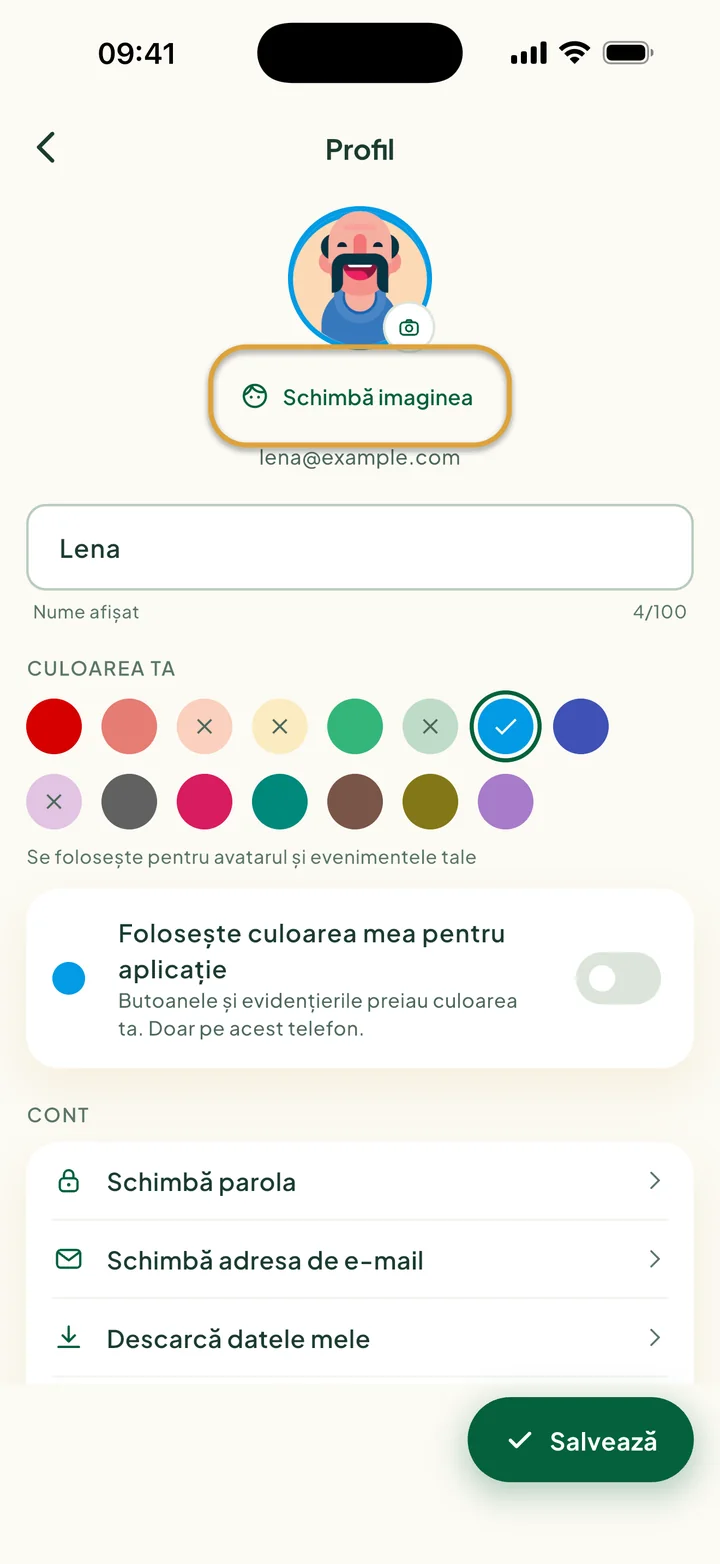 09:41
Profil
Schimbă imaginea
lena@example.com
Lena
Nume afișat
4/100
CULOAREA TA
Se folosește pentru avatarul și evenimentele tale
Folosește culoarea mea pentru
aplicație
Butoanele și evidențierile preiau culoarea
ta. Doar pe acest telefon.
CONT
Schimbă parola
Schimbă adresa de e-mail
Descarcă datele mele
Salvează